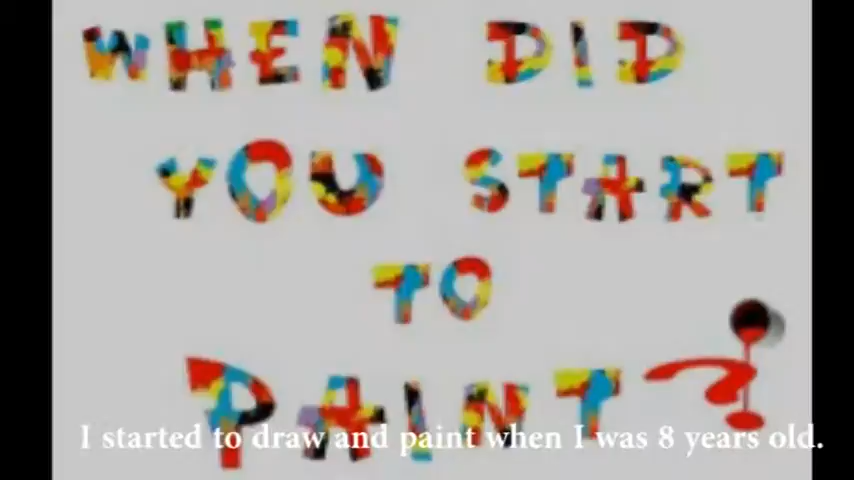 WHEN DID
YOU START
TO
PAINT?
I started to draw and paint when I was 8 years old.